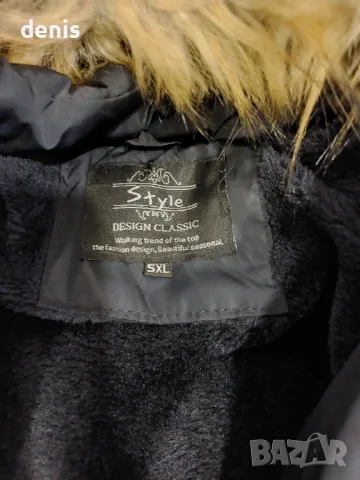 denis
Style
DESIGN CLASSIC
Walking trend of the top
the fashion design, Beautiful seasonal,
5XL
BAZAR